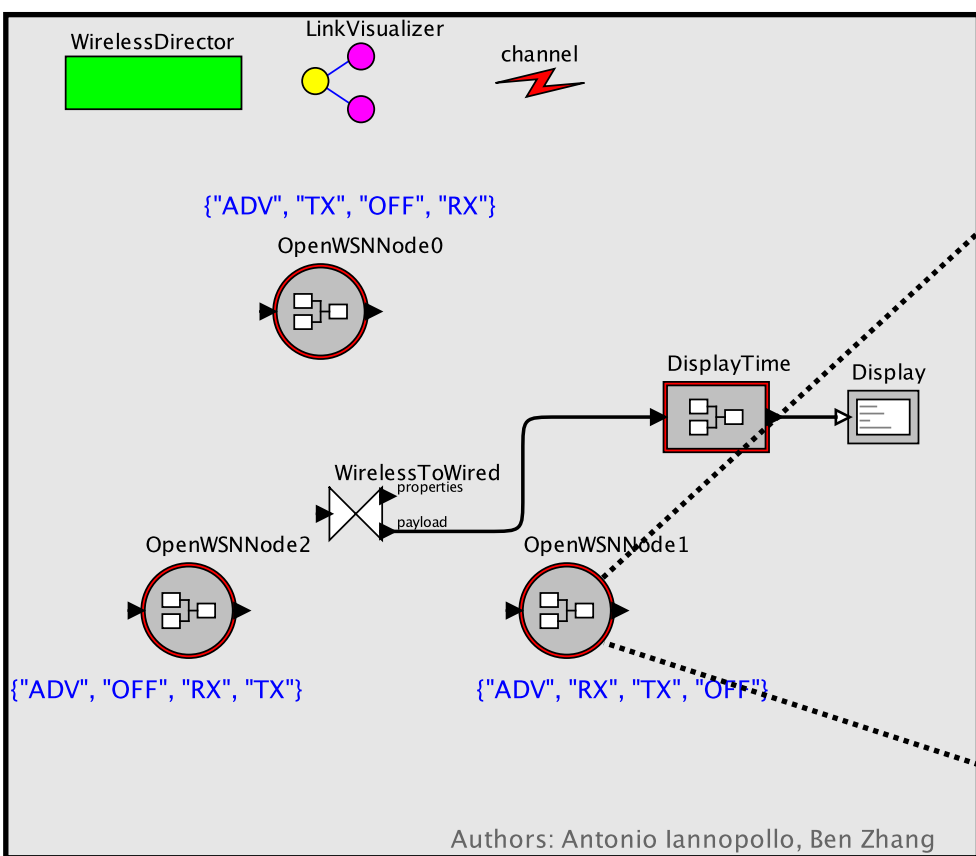 LinkVisualizer
WirelessDirector
channel
{"ADV", "TX", "OFF", "RX"}
OpenWSNNode0
DisplayTime
Display
WirelessToWired
properties
payload
OpenWSNNode2
OpenWSNNode1
{"ADV", "OFF", "RX", "TX"}
{"ADV", "RX", "TX", "OFF"}
Authors: Antonio Iannopollo, Ben Zhang